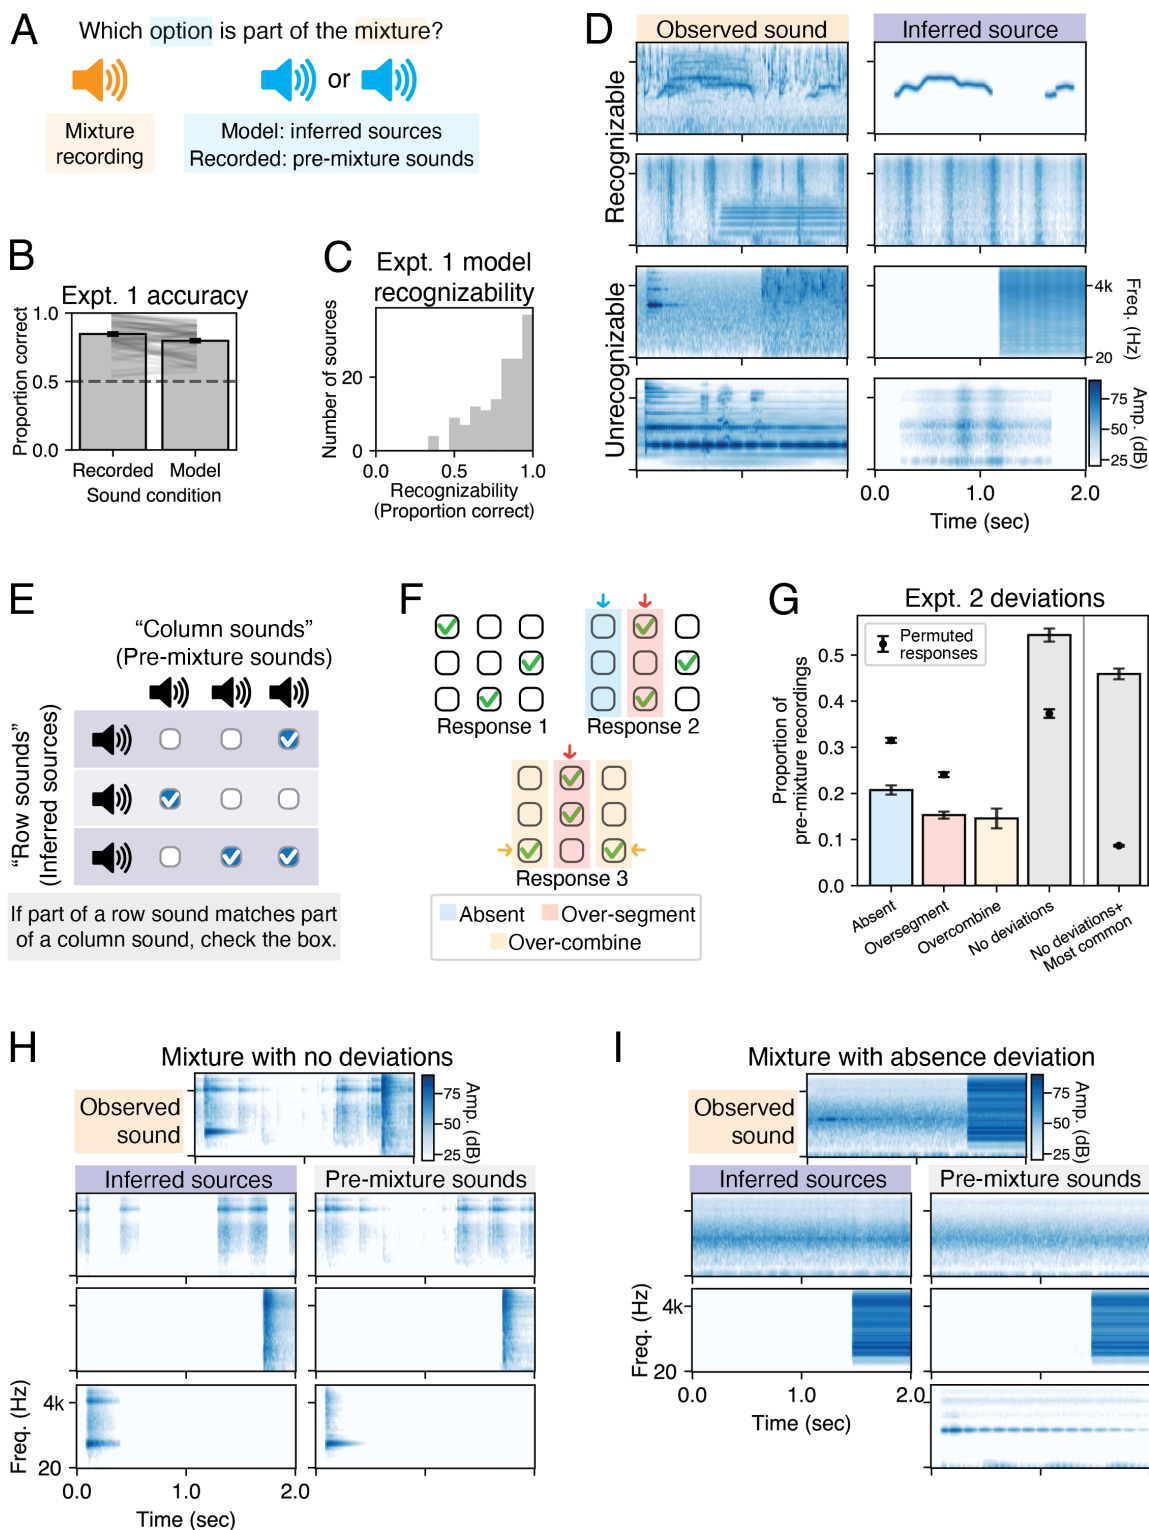 A
Which option is part of the mixture?
or
Mixture
recording
Model: inferred sources
Recorded: pre-mixture sounds
B
Expt. 1 accuracy
Proportion correct
1.0
0.5
0.0
Recorded
Model
Sound condition
C
Expt. 1 model
recognizability
Number of sources
20
0
0.0
0.5
1.0
Recognizability
(Proportion correct)
D
Observed sound
Inferred source
Recognizable
Unrecognizable
4k
20
Freq. (Hz)
75
50
25
Amp. (dB)
0.0
1.0
2.0
Time (sec)
E
“Column sounds”
(Pre-mixture sounds)
“Row sounds”
(Inferred sources)
If part of a row sound matches part
of a column sound, check the box.
F
Response 1
Response 2
Response 3
Absent
Over-segment
Over-combine
G
Expt. 2 deviations
Permuted
responses
Proportion of
pre-mixture recordings
0.5
0.4
0.3
0.2
0.1
0.0
Absent
Oversegment
Overcombine
No deviations
No deviations+
Most common
H
Mixture with no deviations
Observed
sound
75
50
25
Amp. (dB)
Inferred sources
Pre-mixture sounds
Freq. (Hz)
4k
20
0.0
1.0
2.0
Time (sec)
I
Mixture with absence deviation
Observed
sound
75
50
25
Amp. (dB)
Inferred sources
Pre-mixture sounds
Freq. (Hz)
4k
20
0.0
1.0
2.0
Time (sec)